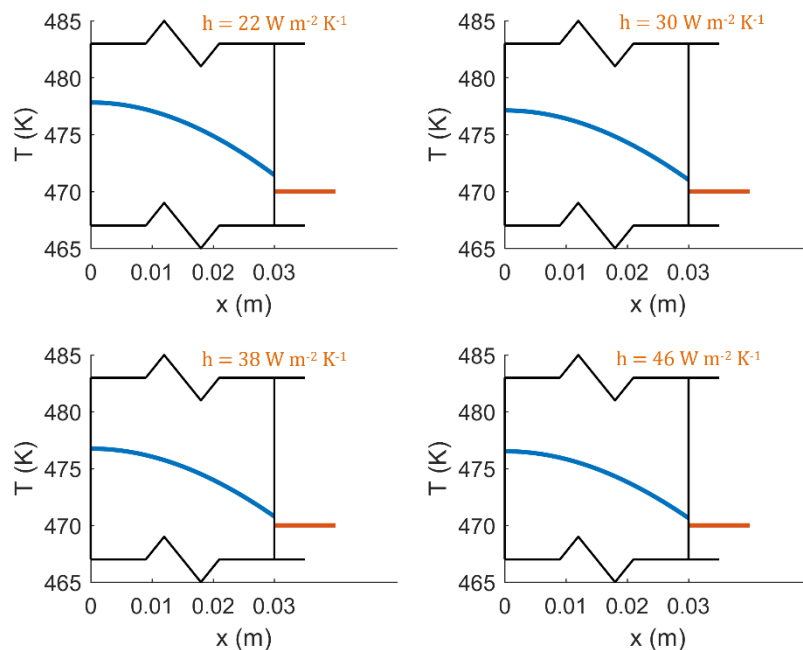 h = 22 W m⁻² K⁻¹
485
480
475
470
465
T (K)
0 0.01 0.02 0.03
x (m)
h = 30 W m⁻² K⁻¹
485
480
475
470
465
T (K)
0 0.01 0.02 0.03
x (m)
h = 38 W m⁻² K⁻¹
485
480
475
470
465
T (K)
0 0.01 0.02 0.03
x (m)
h = 46 W m⁻² K⁻¹
485
480
475
470
465
T (K)
0 0.01 0.02 0.03
x (m)